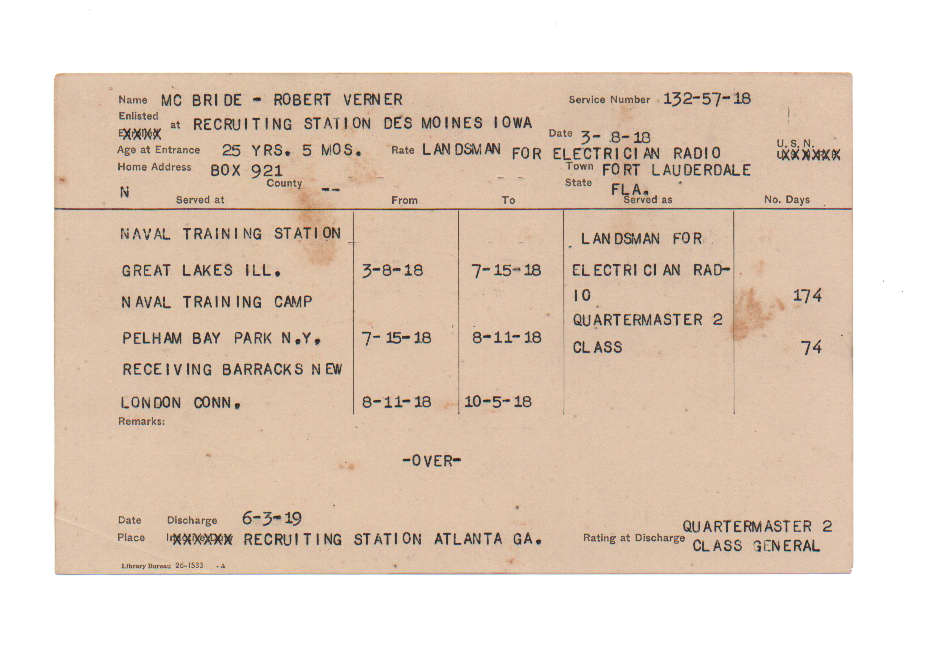 Name MC BRIDE - ROBERT VERNER Service Number 132-57-18
Enlisted at RECRUITING STATION DES MOINES IOWA Date 3-8-18
Age at Entrance 25 YRS. 5 MOS. Rate LANDSMAN FOR ELECTRICIAN RADIO U.S.N.
Home Address BOX 921 Town FORT LAUDERDALE
N County -- State FLA.
Served at From To Served as No. Days
NAVAL TRAINING STATION LANDSMAN FOR
GREAT LAKES ILL. 3-8-18 7-15-18 ELECTRICIAN RAD-
NAVAL TRAINING CAMP IO 174
PELHAM BAY PARK N.Y. 7-15-18 8-11-18 QUARTERMASTER 2
RECEIVING BARRACKS NEW CLASS 74
LONDON CONN. 8-11-18 10-5-18
Remarks:
-OVER-
Date Discharge 6-3-19
Place RECRUITING STATION ATLANTA GA. Rating at Discharge QUARTERMASTER 2
CLASS GENERAL
Library Bureau 26-1533 -A